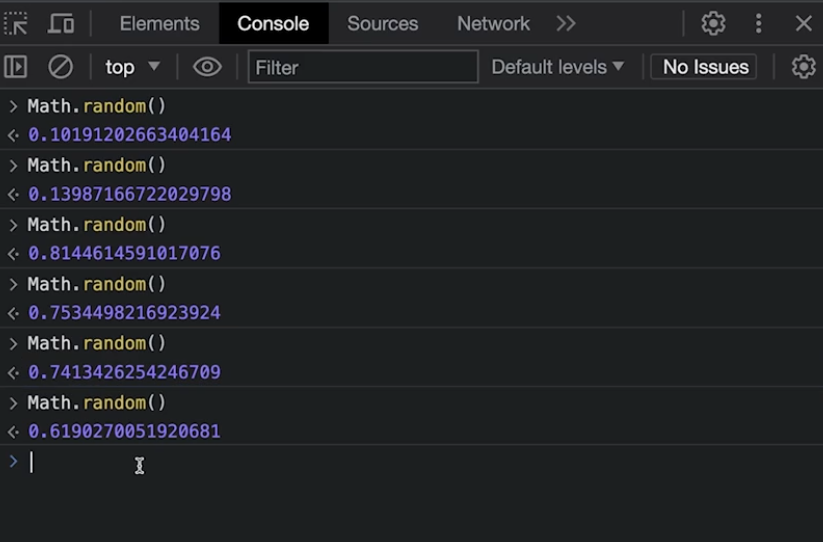 Elements Console Sources Network
top Filter Default levels No Issues
> Math.random()
0.10191202663404164
> Math.random()
0.13987166722029798
> Math.random()
0.8144614591017076
> Math.random()
0.7534498216923924
> Math.random()
0.7413426254246709
> Math.random()
0.6190270051920681
>